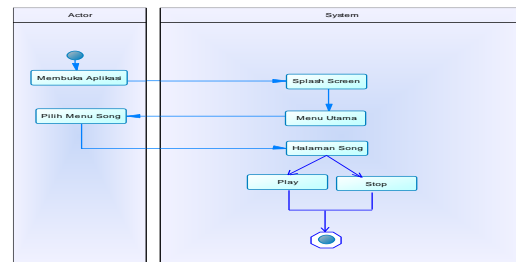 Actor
System
Membuka Aplikasi
Splash Screen
Pilih Menu Song
Menu Utama
Halaman Song
Play
Stop